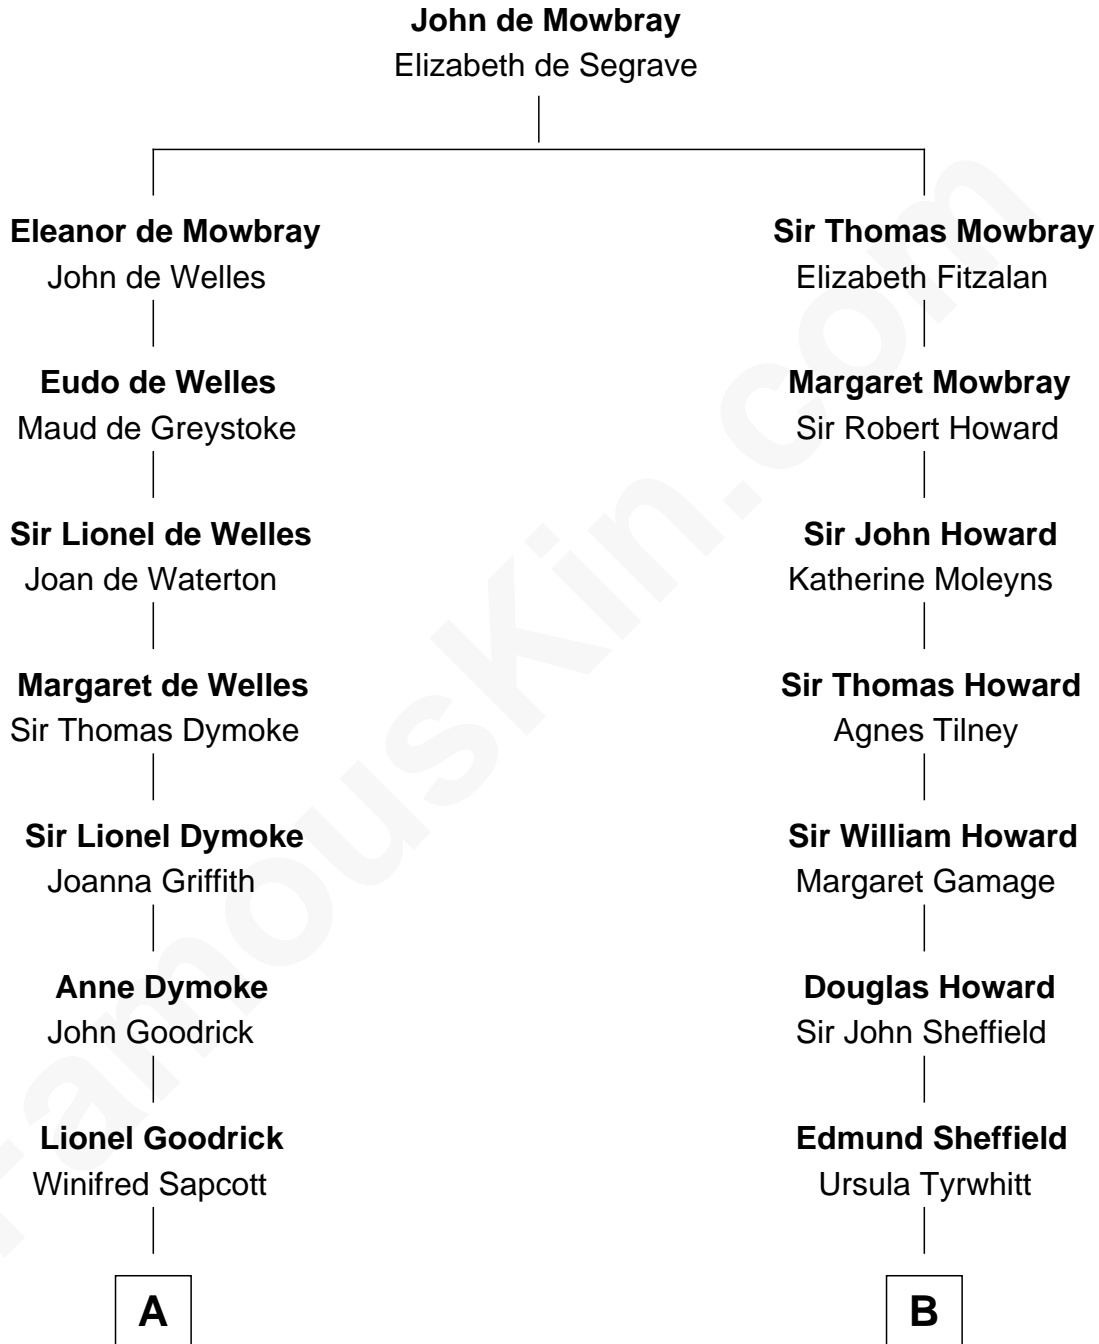 John de Mowbray
Elizabeth de Segrave
Eleanor de Mowbray
John de Welles
Sir Thomas Mowbray
Elizabeth Fitzalan
Eudo de Welles
Maud de Greystoke
Margaret Mowbray
Sir Robert Howard
Sir Lionel de Welles
Joan de Waterton
Sir John Howard
Katherine Moleyns
Margaret de Welles
Sir Thomas Dymoke
Sir Thomas Howard
Agnes Tilney
Sir Lionel Dymoke
Joanna Griffith
Sir William Howard
Margaret Gamage
Anne Dymoke
John Goodrick
Douglas Howard
Sir John Sheffield
Lionel Goodrick
Winifred Sapcott
Edmund Sheffield
Ursula Tyrwhitt
A
B
FamousKin.com